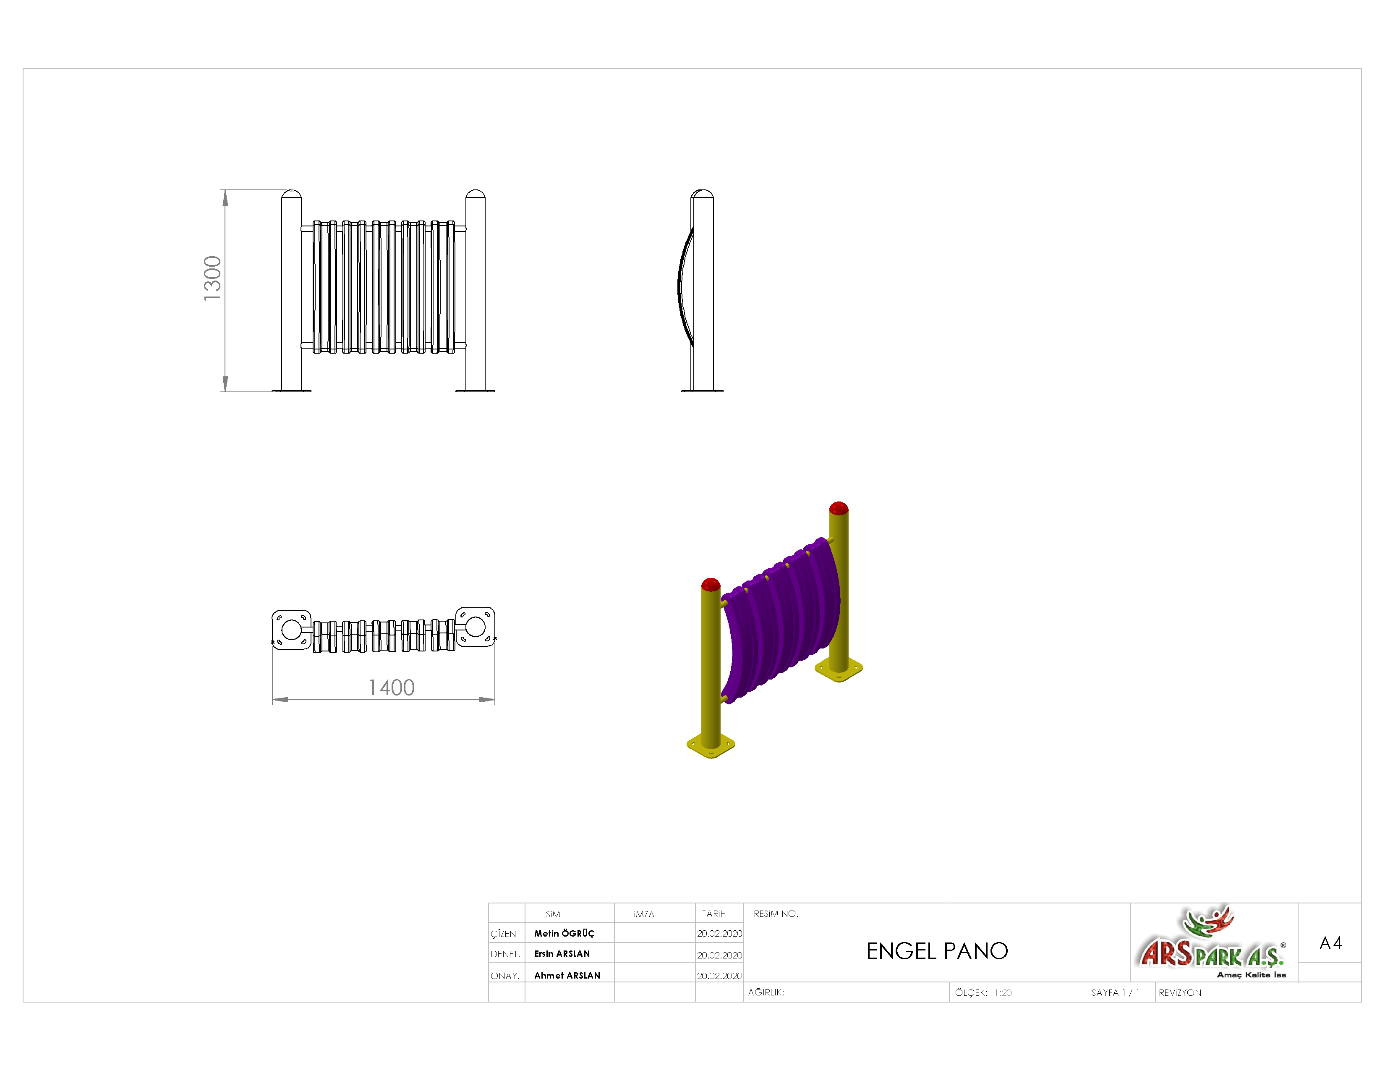 1300
1400
İSİM İMZA TARİH RESİM NO:
ÇİZEN Metin ÖGRÜÇ 20.02.2020
DENET. Ersin ARSLAN 20.02.2020
ONAY. Ahmet ARSLAN 20.02.2020
ENGEL PANO
ARSPARK A.Ş.®
Amaç Kalite ise
A4
AĞIRLIK: ÖLÇEK: 1:20 SAYFA 1 / 1 REVİZYON